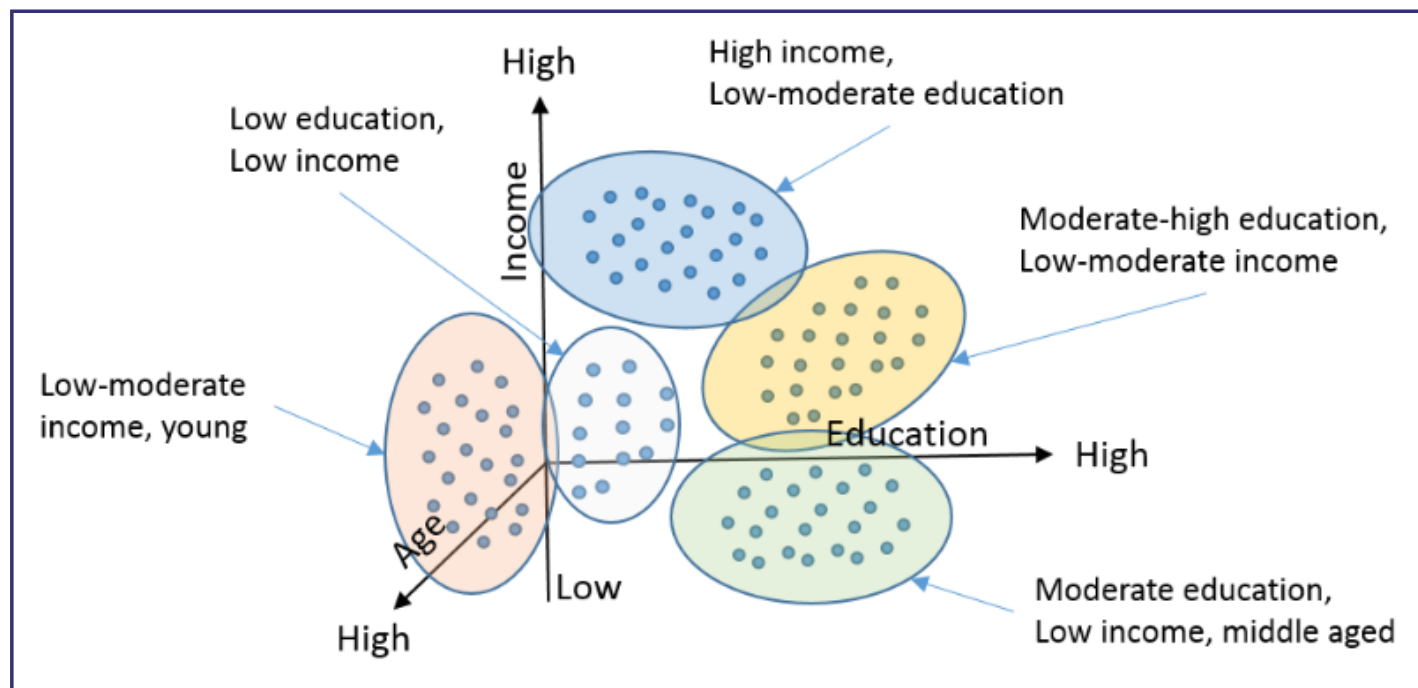 High
High income,
Low-moderate education
Low education,
Low income
Income
Moderate-high education,
Low-moderate income
Low-moderate
income, young
Education
High
Age
Low
High
Moderate education,
Low income, middle aged